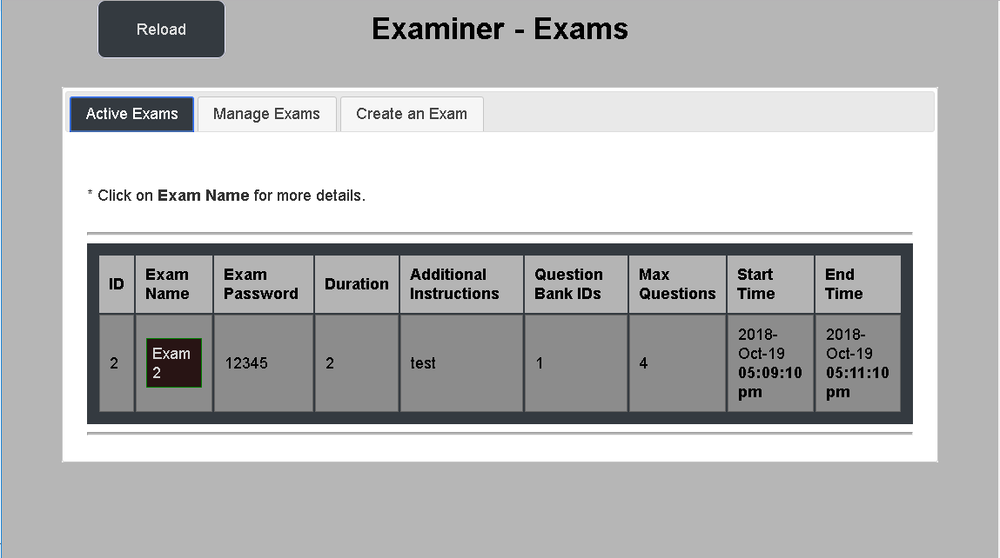 Reload
Examiner - Exams
Active Exams
Manage Exams
Create an Exam
* Click on Exam Name for more details.
ID
Exam
Name
Exam
Password
Duration
Additional
Instructions
Question
Bank IDs
Max
Questions
Start
Time
End
Time
2
Exam
2
12345
2
test
1
4
2018-
Oct-19
05:09:10
pm
2018-
Oct-19
05:11:10
pm